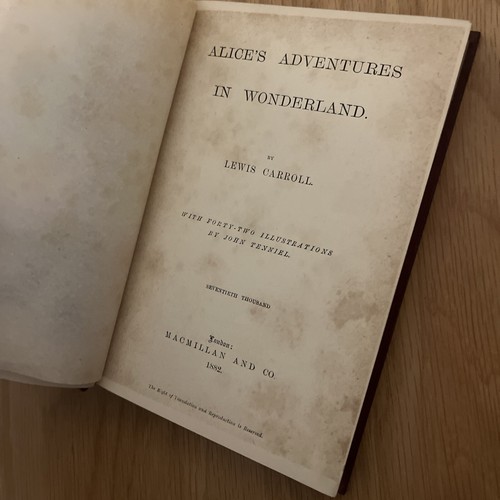 ALICE'S ADVENTURES
IN WONDERLAND.
BY
LEWIS CARROLL.
WITH FORTY-TWO ILLUSTRATIONS
BY JOHN TENNIEL.
SEVENTIETH THOUSAND
London:
MACMILLAN AND CO.
1882.
The Right of Translation and Reproduction is Reserved.